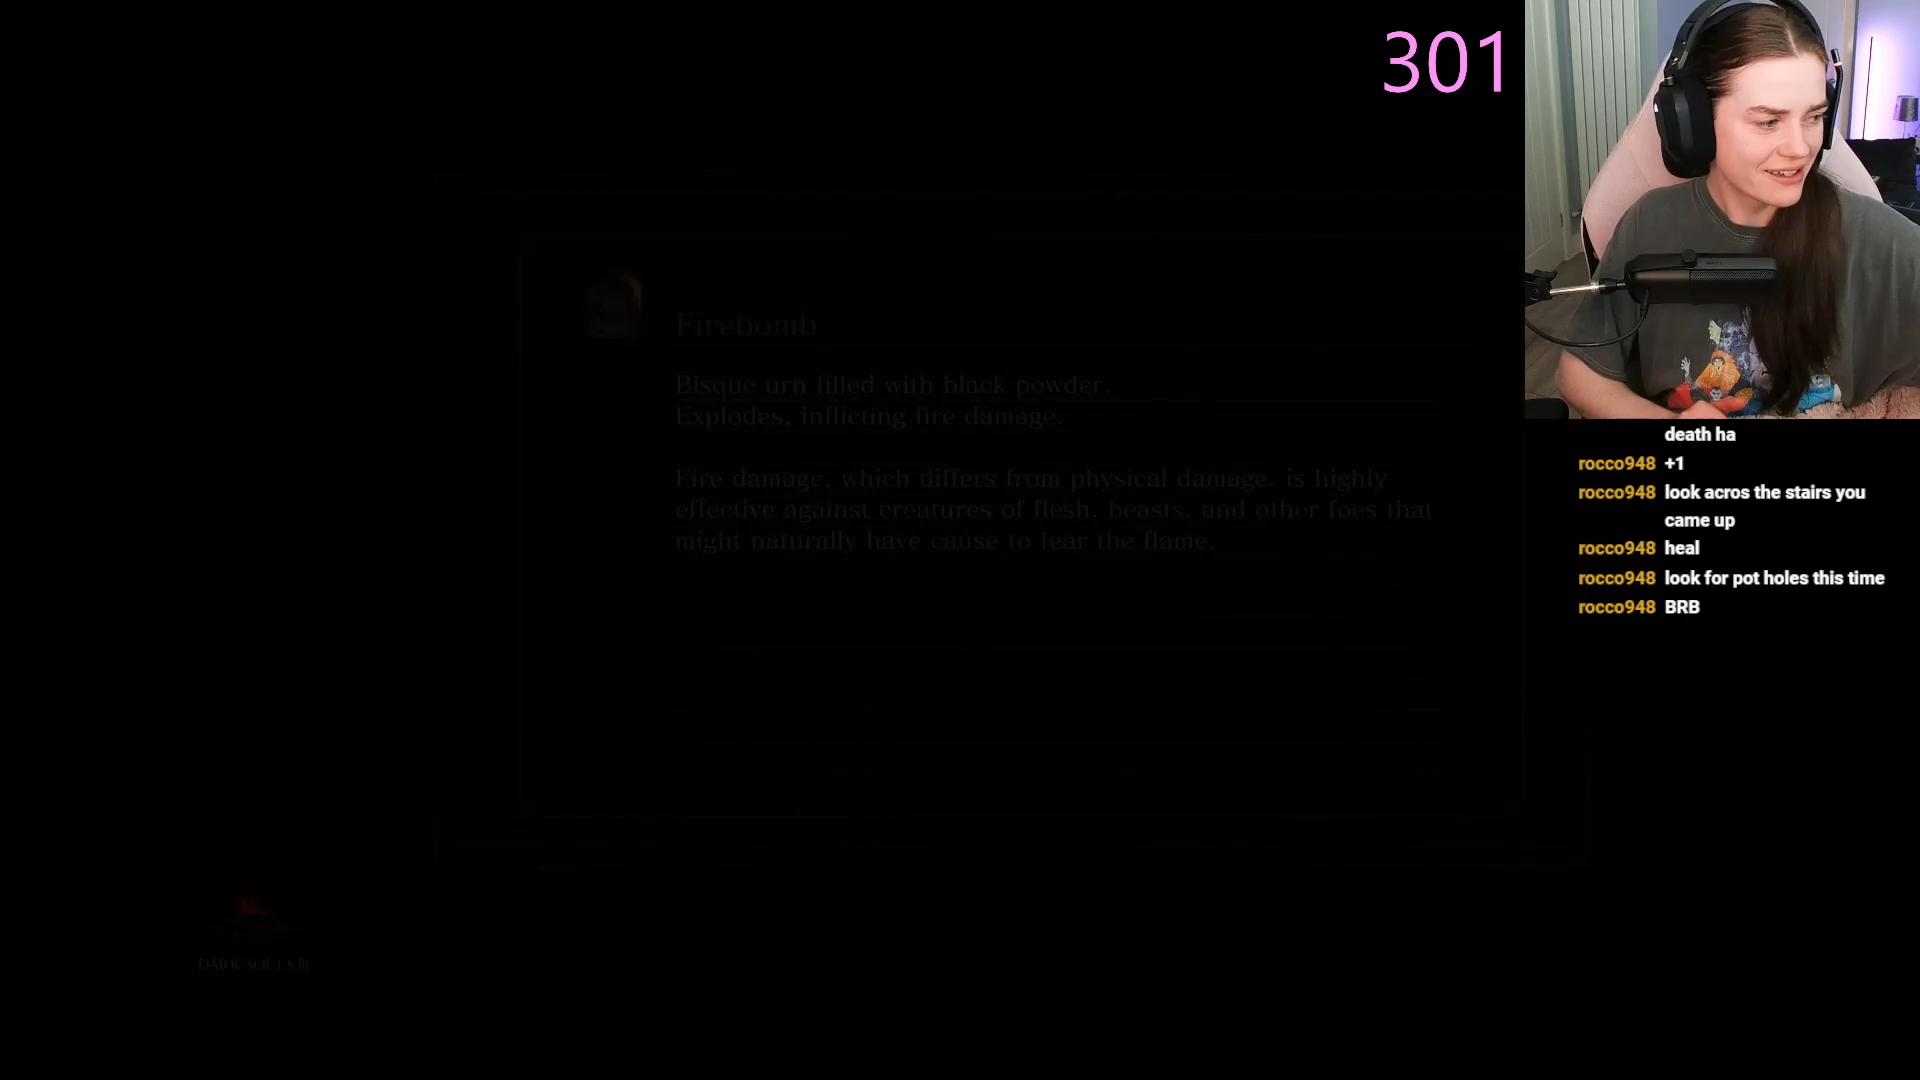 301
Firebomb
Bisque urn filled with black powder.
Explodes, inflicting fire damage.
Fire damage, which differs from physical damage, is highly
effective against creatures of flesh, beasts, and other foes that
might naturally have cause to fear the flame.
DARK SOULS III
death ha
rocco948 +1
rocco948 look acros the stairs you
came up
rocco948 heal
rocco948 look for pot holes this time
rocco948 BRB